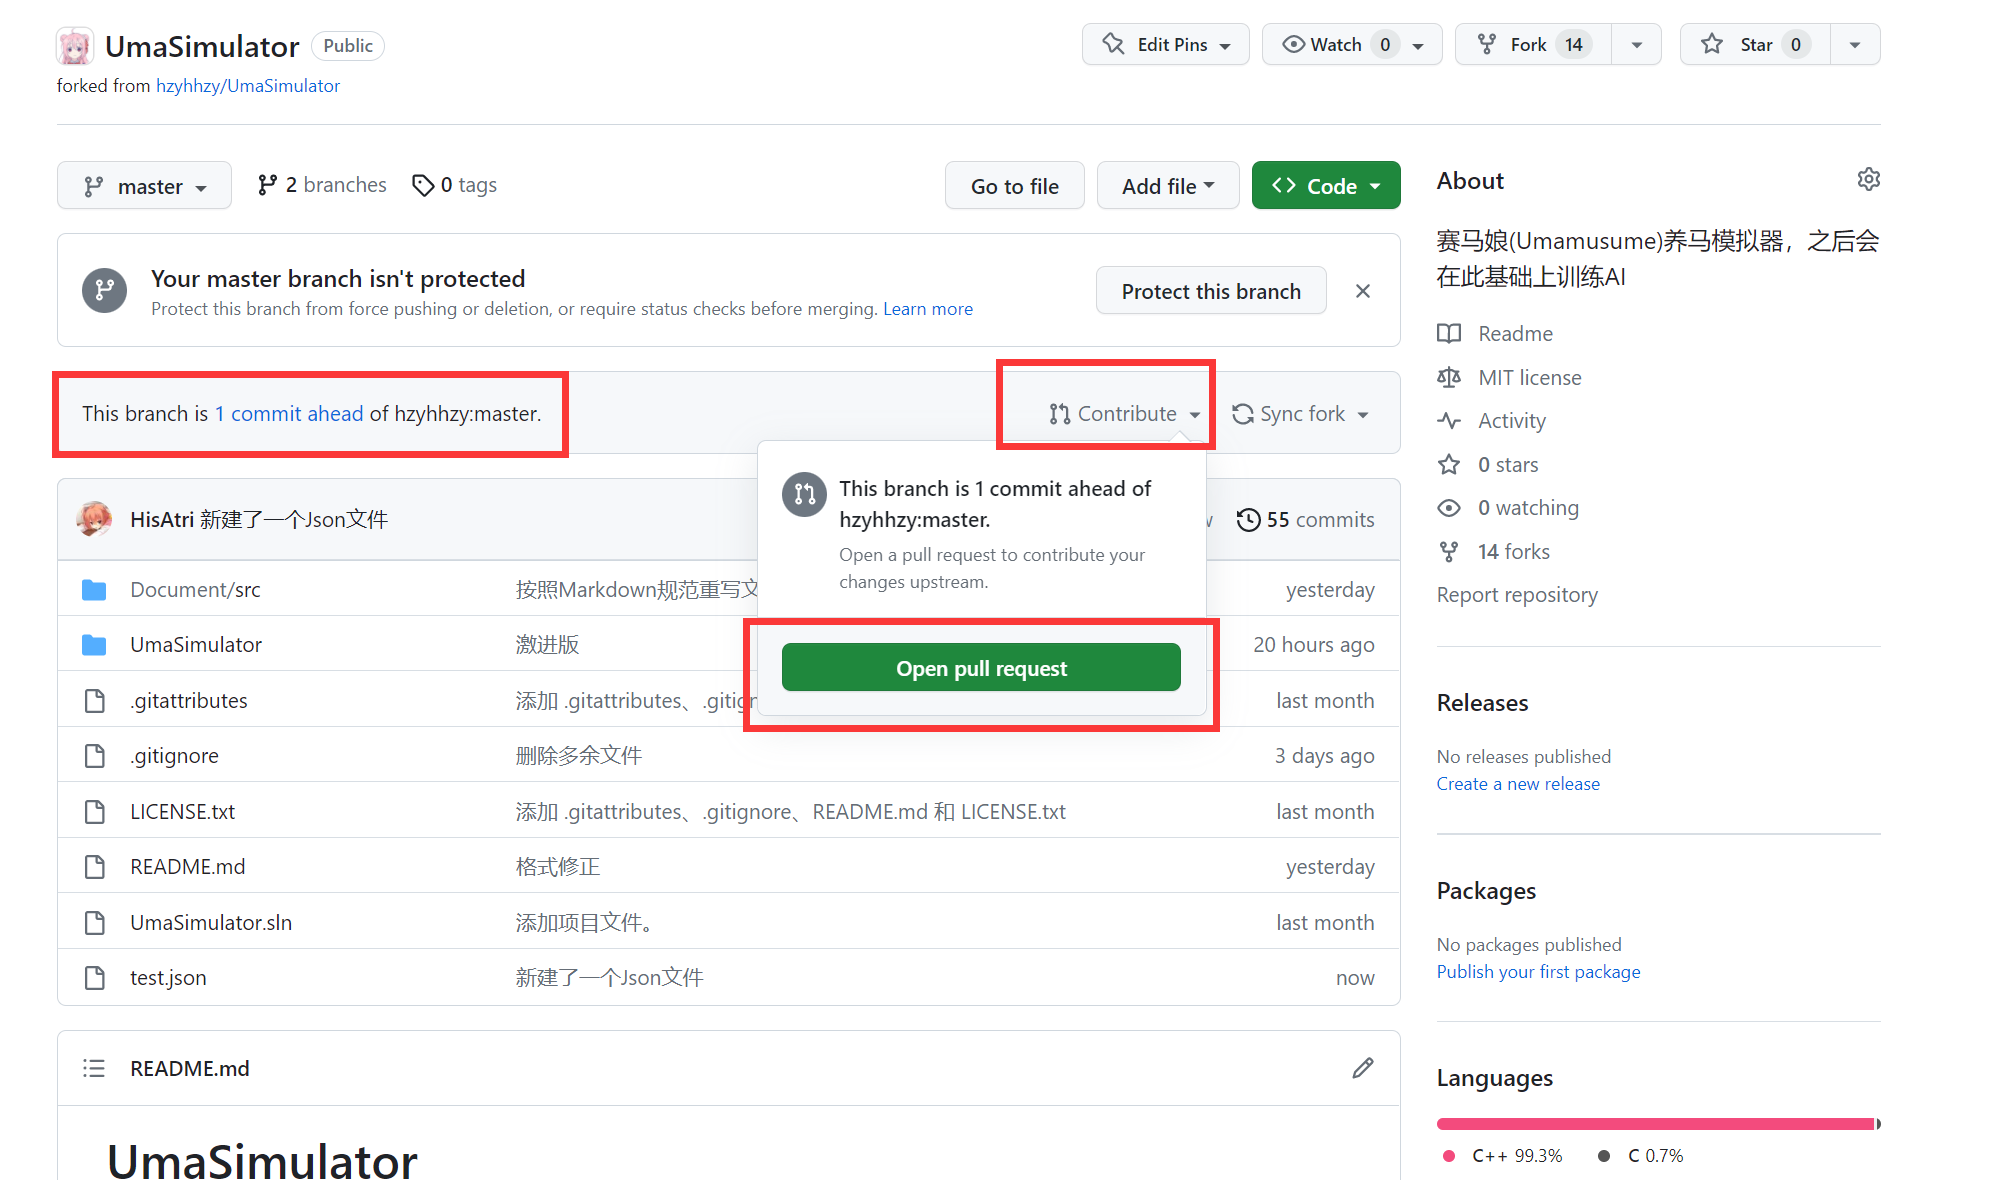 UmaSimulator Public
Edit Pins
Watch 0
Fork 14
Star 0
forked from hzyhhzy/UmaSimulator
master
2 branches
0 tags
Go to file
Add file
Code
Your master branch isn't protected
Protect this branch from force pushing or deletion, or require status checks before merging. Learn more
Protect this branch
This branch is 1 commit ahead of hzyhhzy:master.
Contribute
Sync fork
This branch is 1 commit ahead of
hzyhhzy:master.
Open a pull request to contribute your
changes upstream.
Open pull request
HisAtri 新建了一个Json文件
55 commits
Document/src 按照Markdown规范重写文 yesterday
UmaSimulator 激进版 20 hours ago
.gitattributes 添加 .gitattributes、.gitign last month
.gitignore 删除多余文件 3 days ago
LICENSE.txt 添加 .gitattributes、.gitignore、README.md 和 LICENSE.txt last month
README.md 格式修正 yesterday
UmaSimulator.sln 添加项目文件。 last month
test.json 新建了一个Json文件 now
README.md
UmaSimulator
About
赛马娘(Umamusume)养马模拟器，之后会
在此基础上训练AI
Readme
MIT license
Activity
0 stars
0 watching
14 forks
Report repository
Releases
No releases published
Create a new release
Packages
No packages published
Publish your first package
Languages
C++ 99.3%
C 0.7%